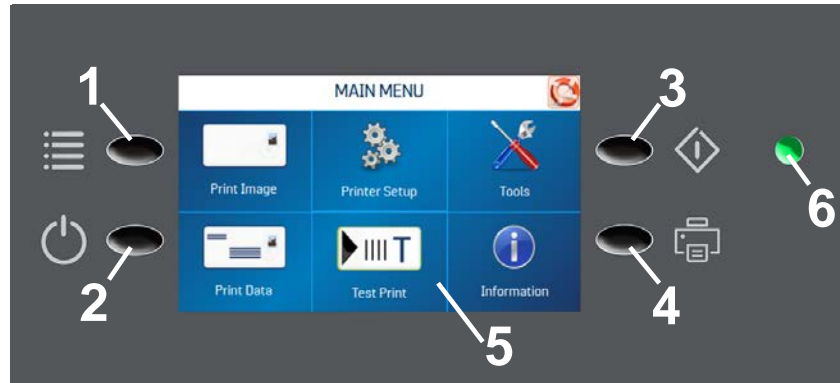 1
MAIN MENU
3
Print Image
Printer Setup
Tools
6
2
Print Data
Test Print
Information
4
5